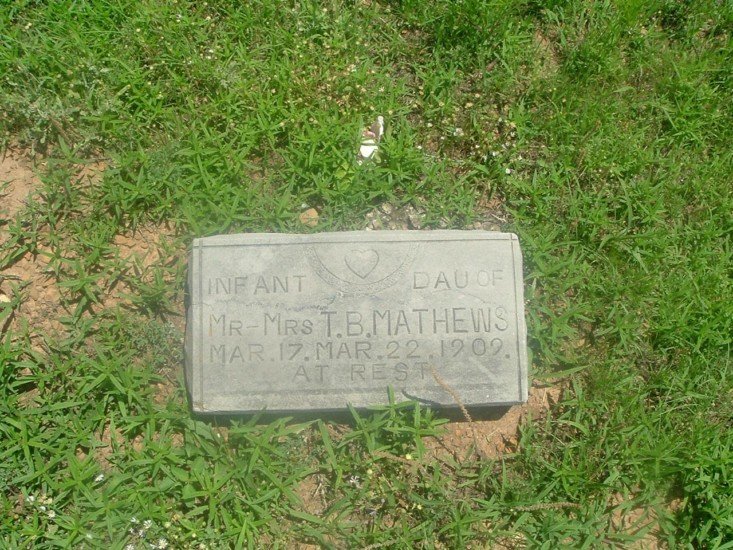 INFANT DAU OF
MR-MRS T.B. MATHEWS
MAR. 17. MAR. 22. 1909.
AT REST